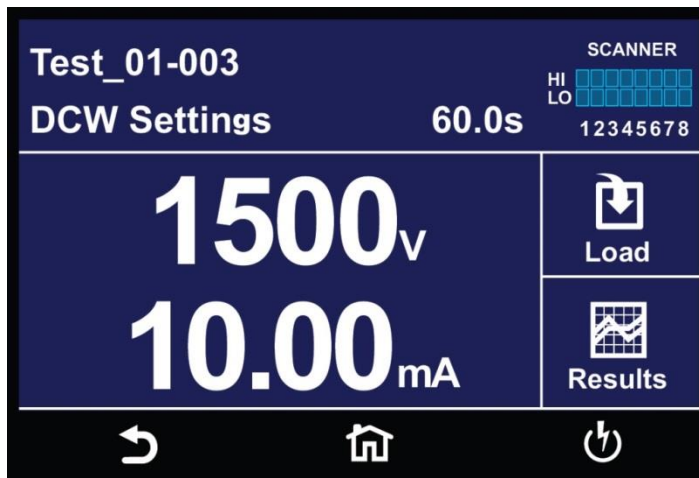 Test_01-003
DCW Settings 60.0s
SCANNER
HI
LO
12345678
1500V
10.00mA
Load
Results